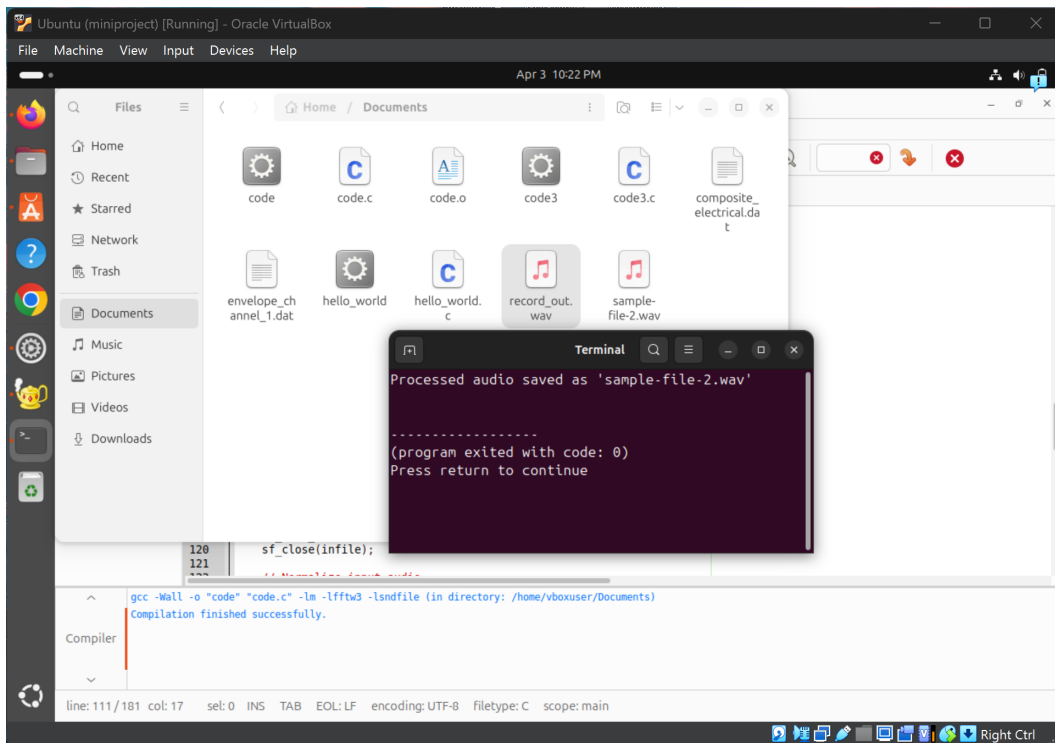 Ubuntu (miniproject) [Running] - Oracle VirtualBox
File Machine View Input Devices Help
Apr 3 10:22 PM
Files
Home / Documents
Home
Recent
Starred
Network
Trash
Documents
Music
Pictures
Videos
Downloads
code
code.c
code.o
code3
code3.c
composite_
electrical.da
t
envelope_ch
annel_1.dat
hello_world
hello_world.
c
record_out.
wav
sample-
file-2.wav
Terminal
Processed audio saved as 'sample-file-2.wav'
------------------
(program exited with code: 0)
Press return to continue
120 sf_close(infile);
121
gcc -Wall -o "code" "code.c" -lm -lfftw3 -lsndfile (in directory: /home/vboxuser/Documents)
Compilation finished successfully.
Compiler
line: 111 / 181 col: 17 sel: 0 INS TAB EOL: LF encoding: UTF-8 filetype: C scope: main
Right Ctrl